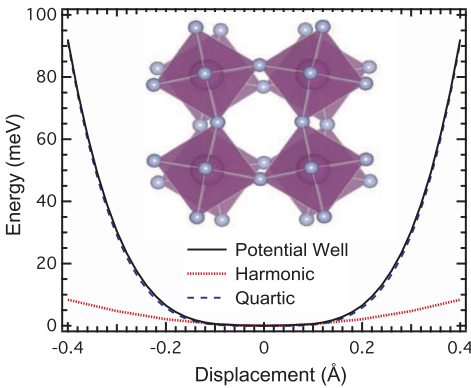 100
80
60
40
20
0
Energy (meV)
Potential Well
Harmonic
Quartic
-0.4 -0.2 0 0.2 0.4
Displacement (Å)